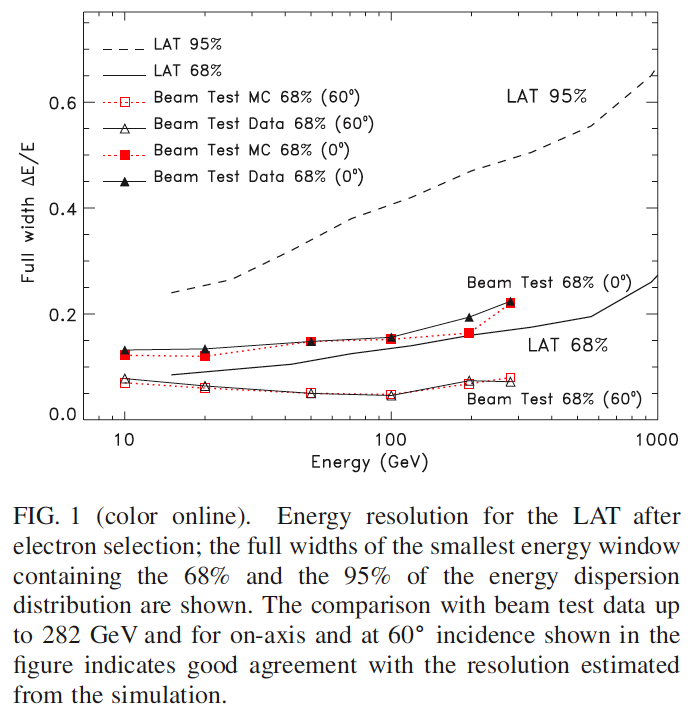 LAT 95%
LAT 68%
Beam Test MC 68% (60°)
Beam Test Data 68% (60°)
Beam Test MC 68% (0°)
Beam Test Data 68% (0°)
LAT 95%
Beam Test 68% (0°)
LAT 68%
Beam Test 68% (60°)
Full width ΔE/E
0.6
0.4
0.2
0.0
10
100
1000
Energy (GeV)
FIG. 1 (color online). Energy resolution for the LAT after
electron selection; the full widths of the smallest energy window
containing the 68% and the 95% of the energy dispersion
distribution are shown. The comparison with beam test data up
to 282 GeV and for on-axis and at 60° incidence shown in the
figure indicates good agreement with the resolution estimated
from the simulation.